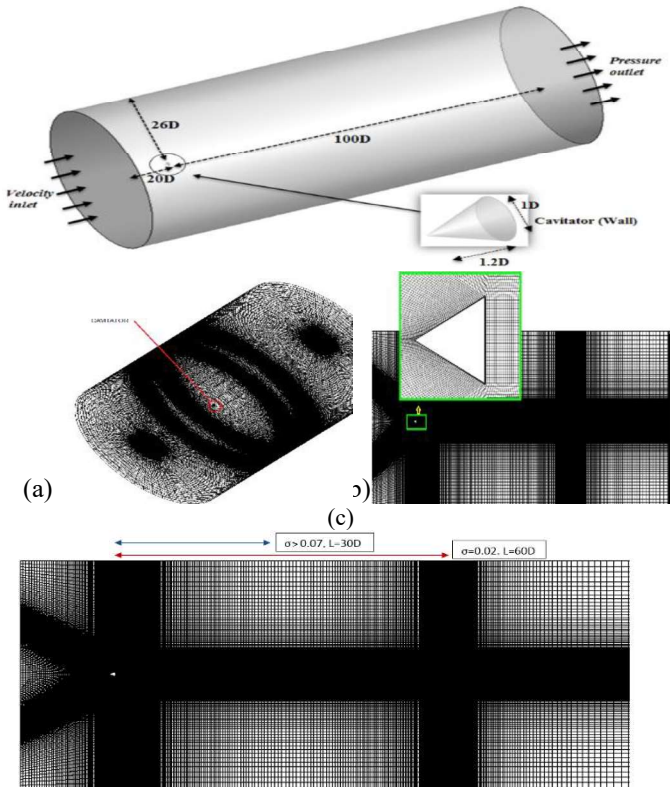 Pressure
outlet
26D
100D
20D
Velocity
inlet
1D
Cavitator (Wall)
1.2D
(a)
b)
(c)
σ>0.07, L=30D
σ=0.02. L=60D